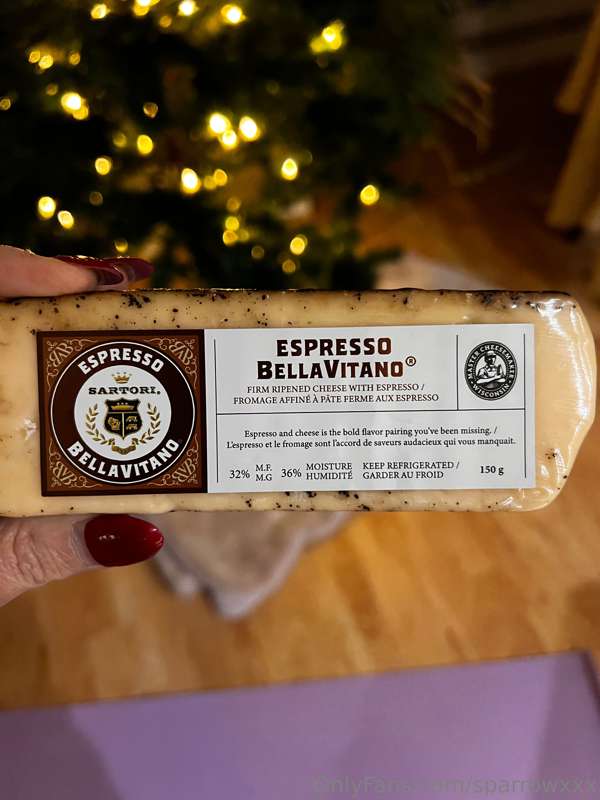 ESPRESSO
SARTORI®
BELLAVITANO
ESPRESSO
BELLAVITANO®
FIRM RIPENED CHEESE WITH ESPRESSO /
FROMAGE AFFINÉ À PÂTE FERME AUX ESPRESSO
MASTER CHEESEMAKER
WISCONSIN
Espresso and cheese is the bold flavor pairing you've been missing. /
L'espresso et le fromage sont l'accord de saveurs audacieux qui vous manquait.
32% M.F. 36% MOISTURE KEEP REFRIGERATED / 150 g
M.G HUMIDITÉ GARDER AU FROID
OnlyFans.com/sparrowxxx